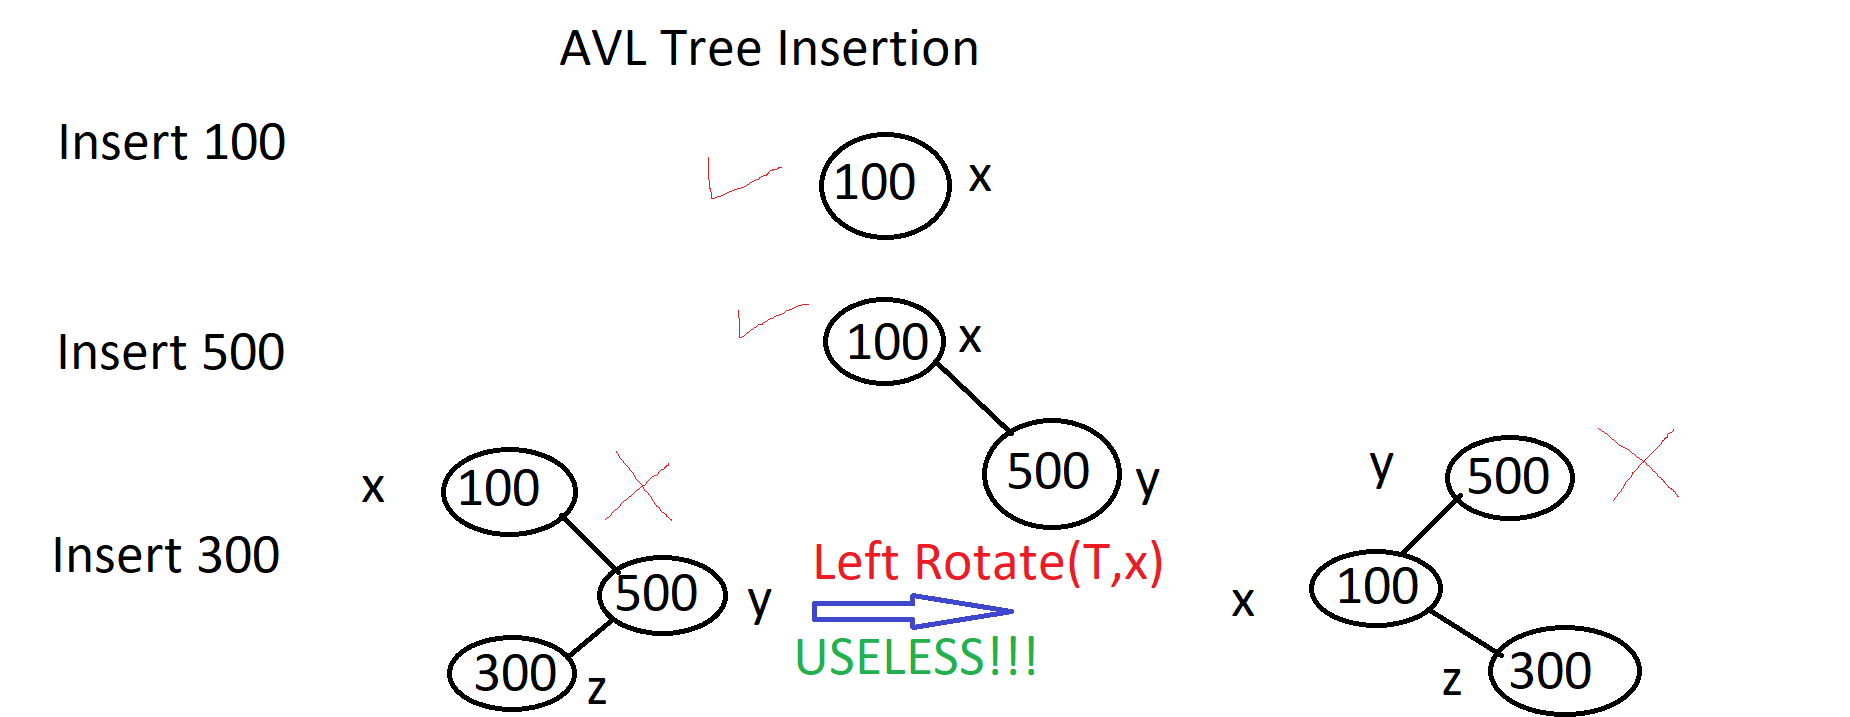 AVL Tree Insertion
Insert 100
100 x
Insert 500
100 x
500 y
Insert 300
x 100
500 y
300 z
Left Rotate(T,x)
USELESS!!!
y 500
x 100
z 300